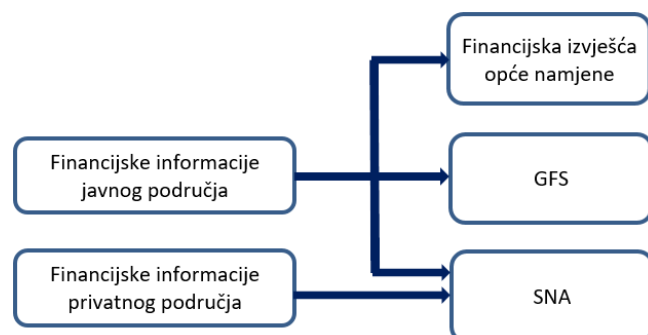 Financijska izvješća
opće namjene
Financijske informacije
javnog područja
GFS
Financijske informacije
privatnog područja
SNA